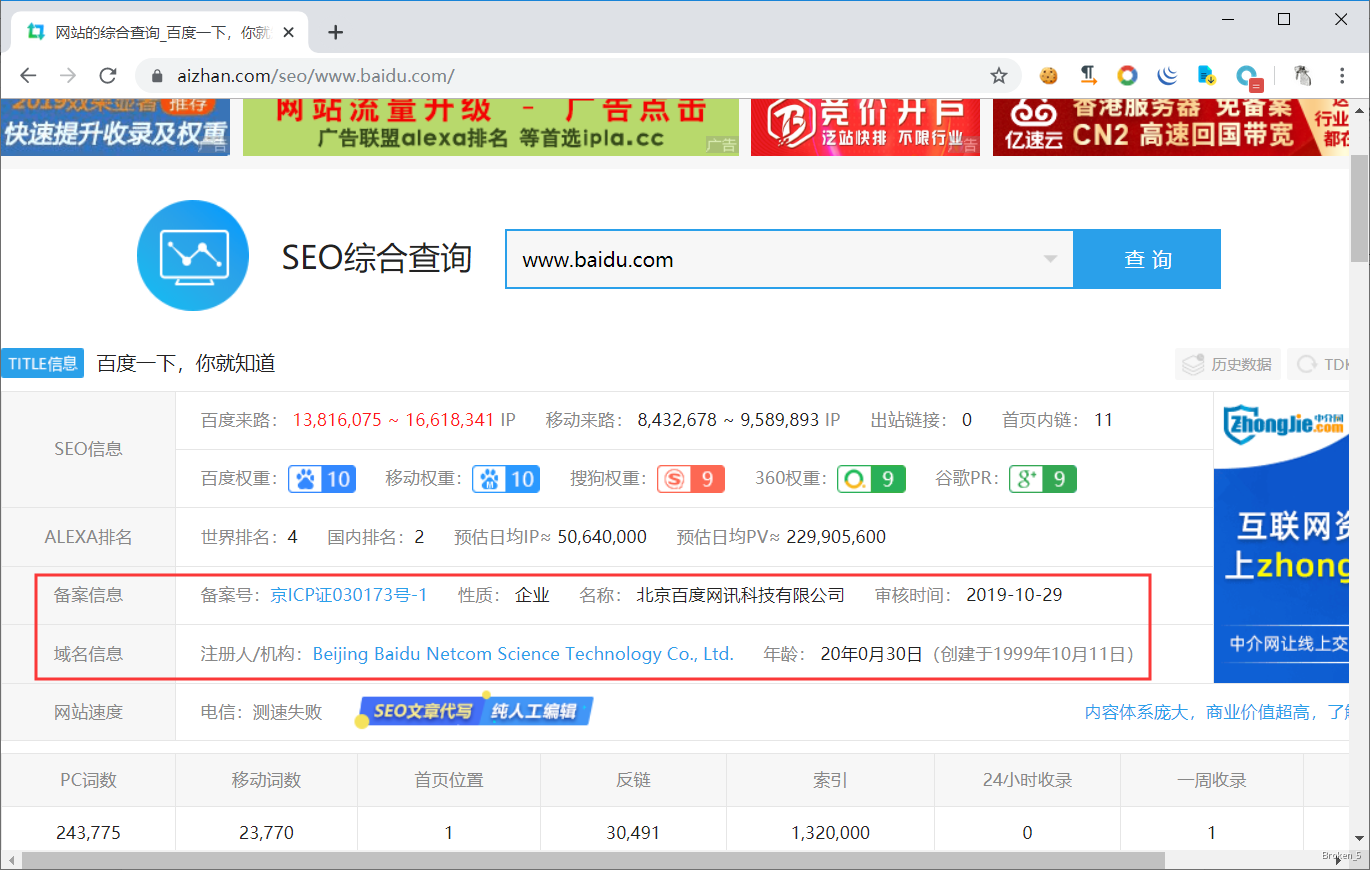 网站的综合查询_百度一下，你就
aizhan.com/seo/www.baidu.com/
2019效果显著 推荐
快速提升收录及权重
广告
网站流量升级 - 广告点击
广告联盟alexa排名 等首选ipla.cc
广告
竞价开户
泛站快排 不限行业
广告
亿速云
香港服务器 免备案
CN2 高速回国带宽
行业
都在
SEO综合查询
www.baidu.com
查 询
TITLE信息 百度一下，你就知道
历史数据
TDK
SEO信息
百度来路： 13,816,075 ~ 16,618,341 IP 移动来路： 8,432,678 ~ 9,589,893 IP 出站链接： 0 首页内链： 11
百度权重： 10 移动权重： 10 搜狗权重： 9 360权重： 9 谷歌PR： g+ 9
ALEXA排名 世界排名：4 国内排名：2 预估日均IP≈ 50,640,000 预估日均PV≈ 229,905,600
备案信息 备案号：京ICP证030173号-1 性质： 企业 名称： 北京百度网讯科技有限公司 审核时间： 2019-10-29
域名信息 注册人/机构：Beijing Baidu Netcom Science Technology Co., Ltd. 年龄： 20年0月30日（创建于1999年10月11日）
网站速度 电信：测速失败 SEO文章代写 纯人工编辑 内容体系庞大，商业价值超高，了解
ZhongJie中介网.com
互联网资
上zhong
中介网让线上交
PC词数 移动词数 首页位置 反链 索引 24小时收录 一周收录
243,775 23,770 1 30,491 1,320,000 0 1
Broken_5